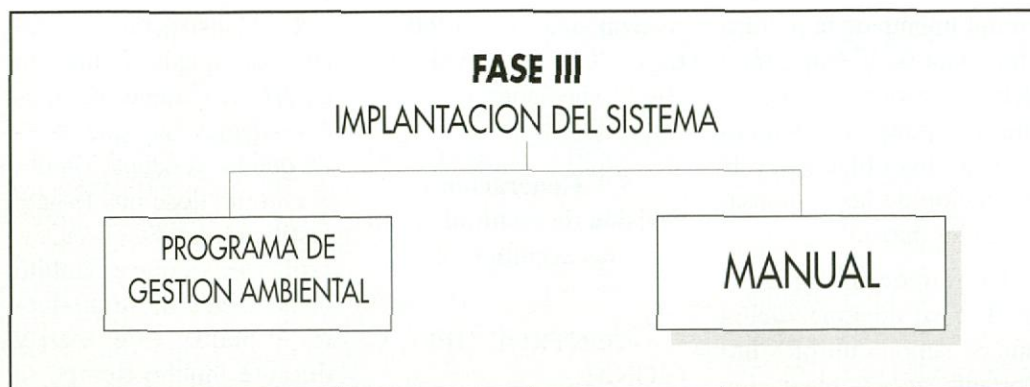 FASE III
IMPLANTACION DEL SISTEMA
PROGRAMA DE
GESTION AMBIENTAL
MANUAL